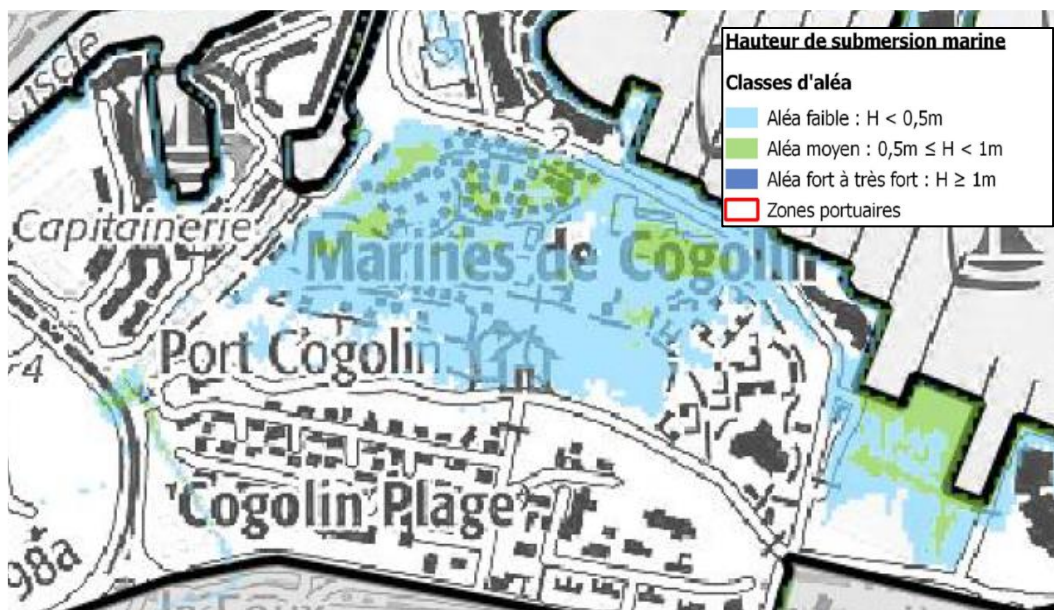 Hauteur de submersion marine
Classes d'aléa
Aléa faible : H < 0,5m
Aléa moyen : 0,5m ≤ H < 1m
Aléa fort à très fort : H ≥ 1m
Zones portuaires
Capitainerie
Marines de Cogolin
Port Cogolin
Cogolin Plage
98a